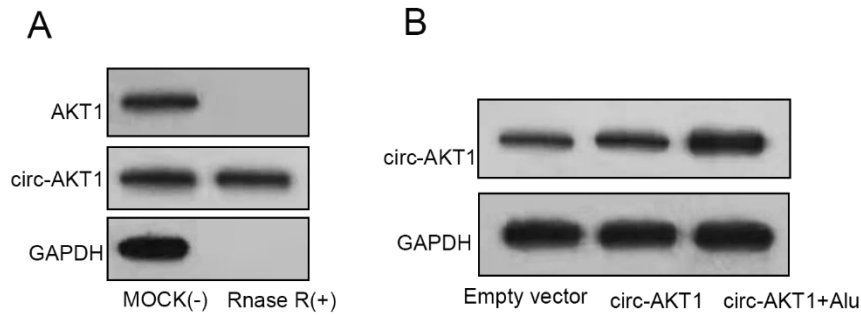 A
AKT1
circ-AKT1
GAPDH
MOCK(-) Rnase R(+)
B
circ-AKT1
GAPDH
Empty vector circ-AKT1 circ-AKT1+Alu